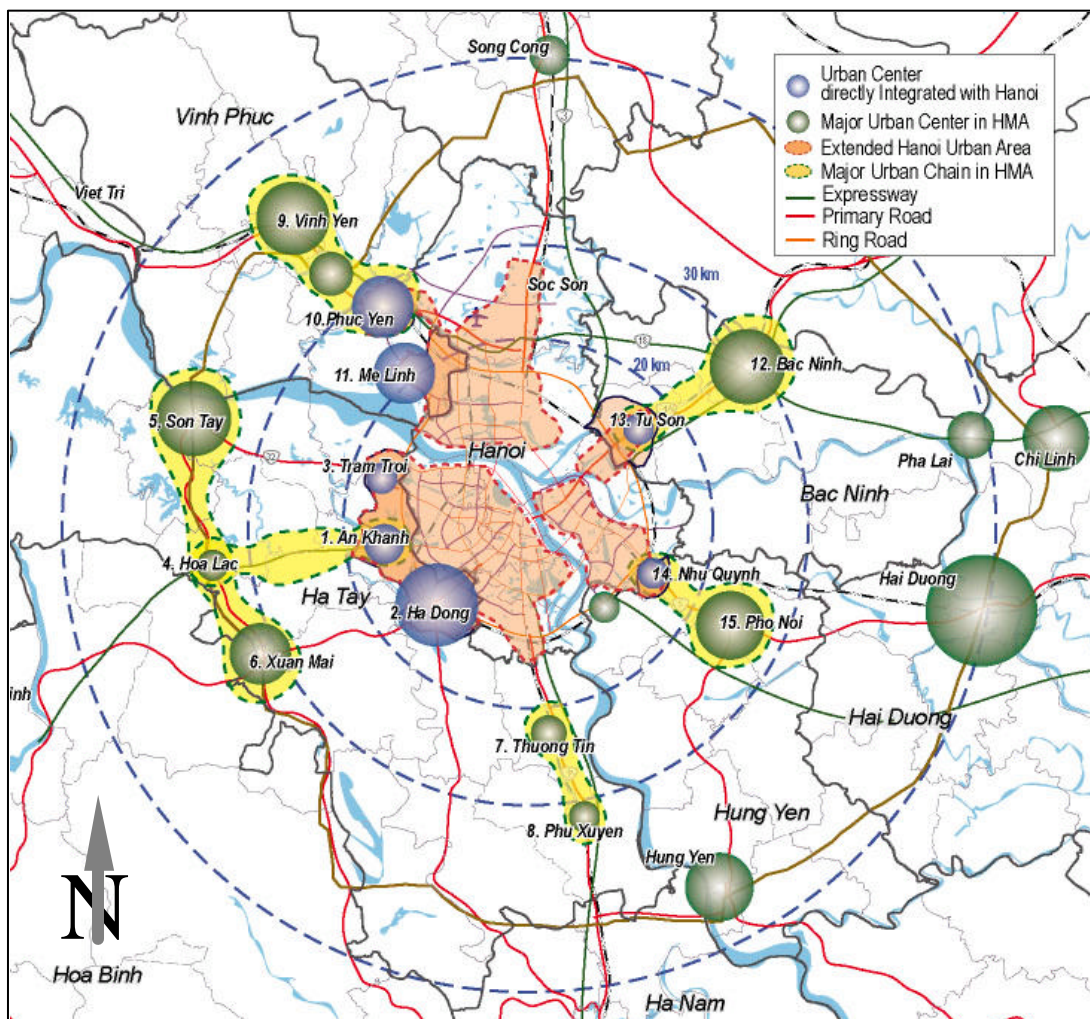 Song Cong
Urban Center
directly Integrated with Hanoi
Major Urban Center in HMA
Extended Hanoi Urban Area
Major Urban Chain in HMA
Expressway
Primary Road
Ring Road
3
Vinh Phuc
Viet Tri
9. Vinh Yen
30 km
Soc Son
10.Phuc Yen
18
20 km
11. Me Linh
12. Bac Ninh
5. Son Tay
13. Tu Son
Hanoi
Pha Lai
Chi Linh
3. Tram Troi
32
Bac Ninh
1. An Khanh
4. Hoa Lac
14. Nhu Quynh
Hai Duong
Ha Tay
2. Ha Dong
15. Pho Noi
6. Xuan Mai
inh
Hai Duong
7. Thuong Tin
8. Phu Xuyen
Hung Yen
Hung Yen
N
Hoa Binh
Ha Nam